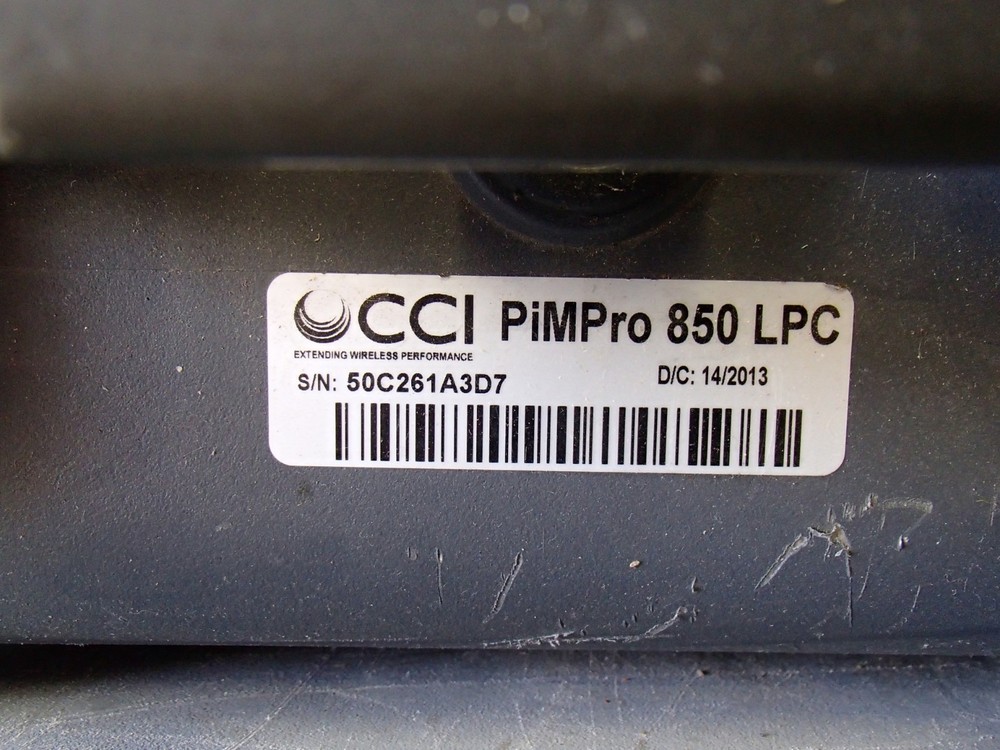 CCI PiMPro 850 LPC
EXTENDING WIRELESS PERFORMANCE
S/N: 50C261A3D7 D/C: 14/2013